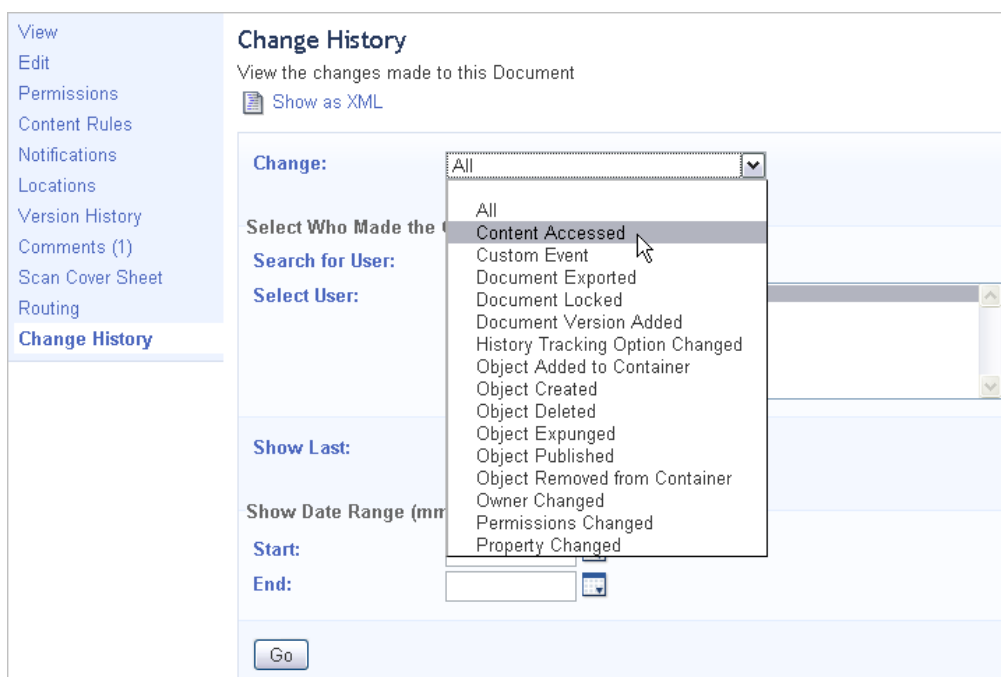 View
Edit
Permissions
Content Rules
Notifications
Locations
Version History
Comments (1)
Scan Cover Sheet
Routing
Change History
Change History
View the changes made to this Document
Show as XML
Change:
All
All
Content Accessed
Custom Event
Document Exported
Document Locked
Document Version Added
History Tracking Option Changed
Object Added to Container
Object Created
Object Deleted
Object Expunged
Object Published
Object Removed from Container
Owner Changed
Permissions Changed
Property Changed
Select Who Made the
Search for User:
Select User:
Show Last:
Show Date Range
Start:
End:
Go